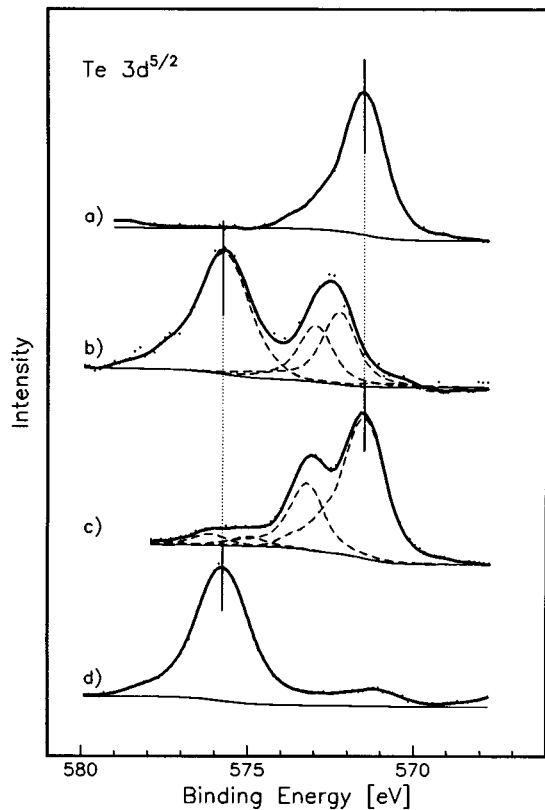 Te 3d5/2
a)
b)
c)
d)
Intensity
580 575 570
Binding Energy [eV]